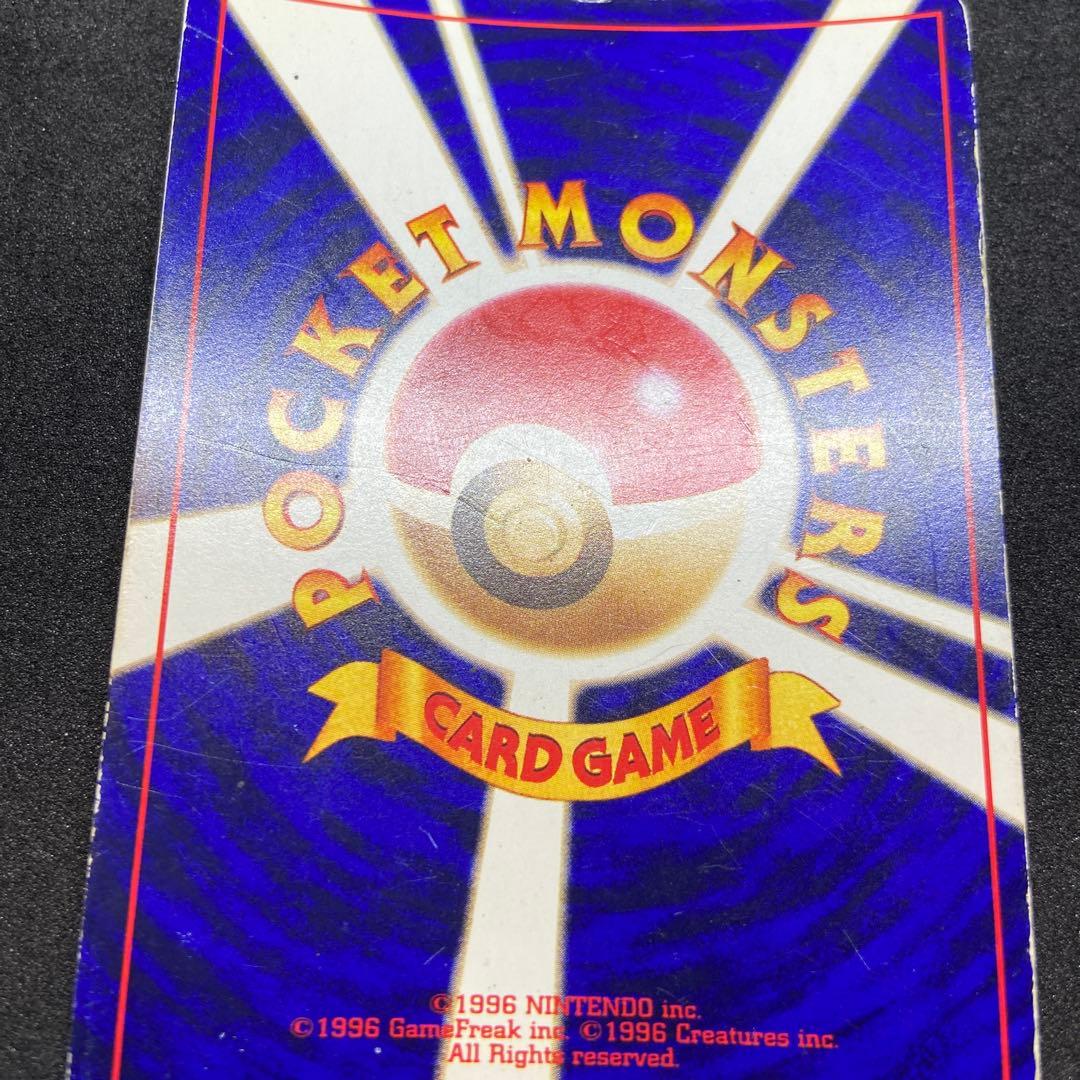 POCKET MONSTERS
CARD GAME
©1996 NINTENDO inc.
©1996 GameFreak inc. ©1996 Creatures inc.
All Rights reserved.